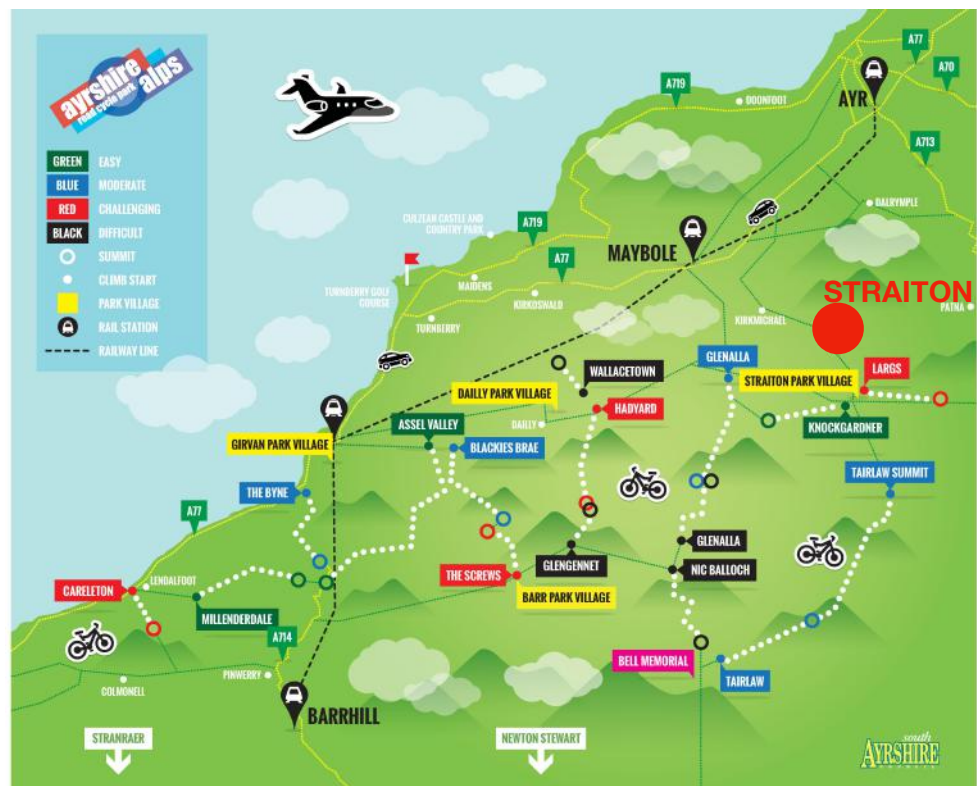 ayrshire
alps
road cycle park
GREEN EASY
BLUE MODERATE
RED CHALLENGING
BLACK DIFFICULT
SUMMIT
CLIMB START
PARK VILLAGE
RAIL STATION
RAILWAY LINE
A77
A70
A719
DOONFOOT
AYR
A713
DALRYMPLE
CULZEAN CASTLE AND
COUNTRY PARK
A719
MAYBOLE
A77
MAIDENS
KIRKOSWALD
TURNBERRY GOLF
COURSE
TURNBERRY
STRAITON
PATNA
KIRKMICHAEL
GLENALLA
LARGS
WALLACETOWN
STRAITON PARK VILLAGE
DAILLY PARK VILLAGE
HADYARD
KNOCKGARDNER
ASSEL VALLEY
DAILLY
GIRVAN PARK VILLAGE
BLACKIES BRAE
TAIRLAW SUMMIT
THE BYNE
A77
GLENALLA
GLENGENNET
NIC BALLOCH
THE SCREWS
BARR PARK VILLAGE
LENDALFOOT
CARELETON
MILLENDERDALE
A714
BELL MEMORIAL
TAIRLAW
PINWERRY
COLMONELL
BARRHILL
STRANRAER
NEWTON STEWART
south
AYRSHIRE
COUNCIL